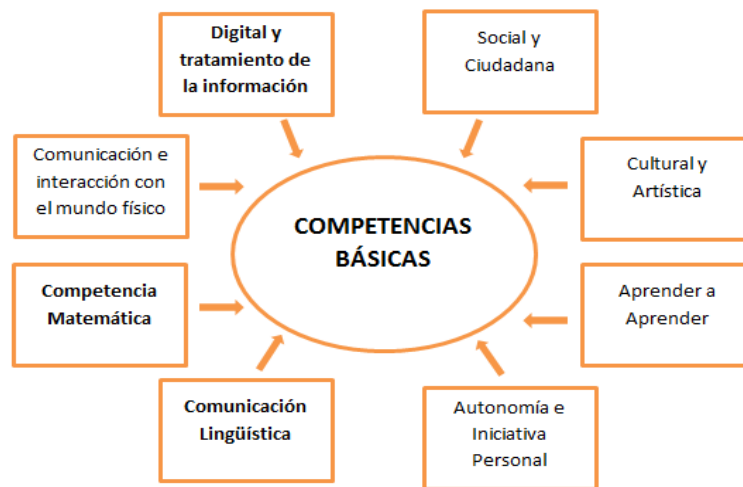 Digital y
tratamiento de
la información
Social y
Ciudadana
Comunicación e
interacción con
el mundo físico
Cultural y
Artística
COMPETENCIAS
BÁSICAS
Competencia
Matemática
Aprender a
Aprender
Comunicación
Lingüística
Autonomía e
Iniciativa
Personal